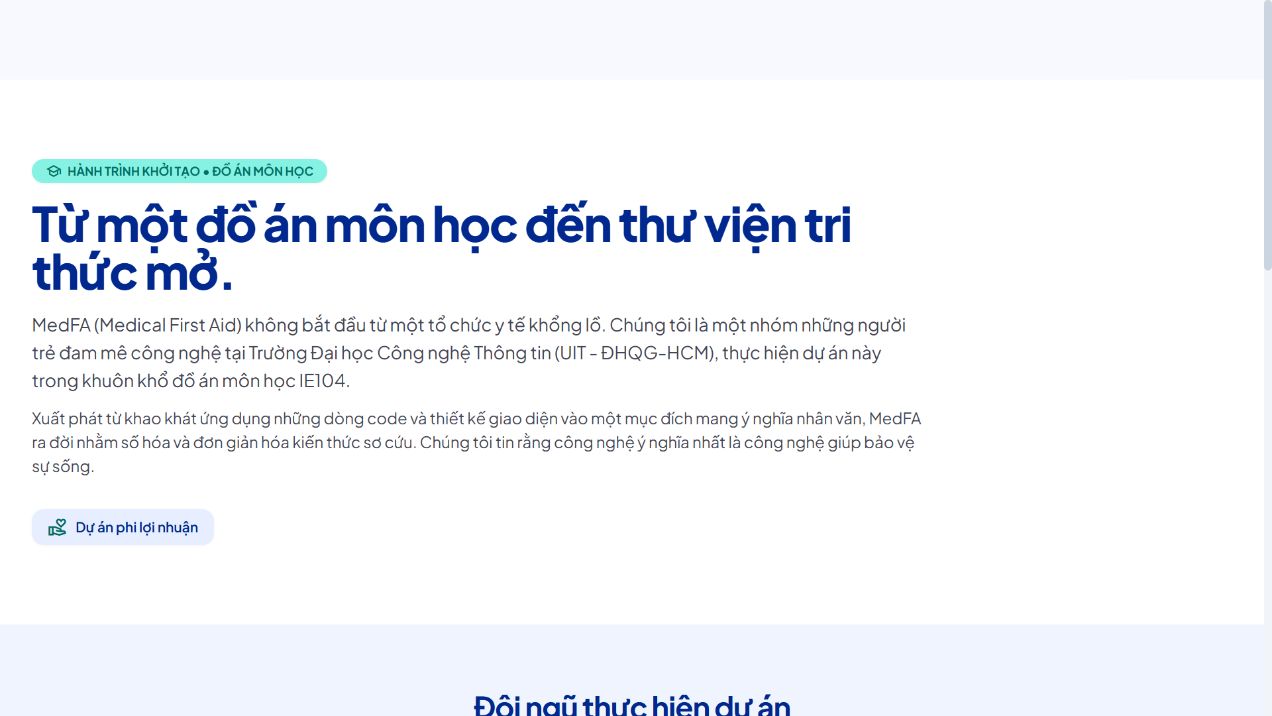 HÀNH TRÌNH KHỞI TẠO • ĐỒ ÁN MÔN HỌC
Từ một đồ án môn học đến thư viện tri
thức mở.
MedFA (Medical First Aid) không bắt đầu từ một tổ chức y tế khổng lồ. Chúng tôi là một nhóm những người
trẻ đam mê công nghệ tại Trường Đại học Công nghệ Thông tin (UIT - ĐHQG-HCM), thực hiện dự án này
trong khuôn khổ đồ án môn học IE104.
Xuất phát từ khao khát ứng dụng những dòng code và thiết kế giao diện vào một mục đích mang ý nghĩa nhân văn, MedFA
ra đời nhằm số hóa và đơn giản hóa kiến thức sơ cứu. Chúng tôi tin rằng công nghệ ý nghĩa nhất là công nghệ giúp bảo vệ
sự sống.
Dự án phi lợi nhuận
Đội ngũ thực hiện dự án